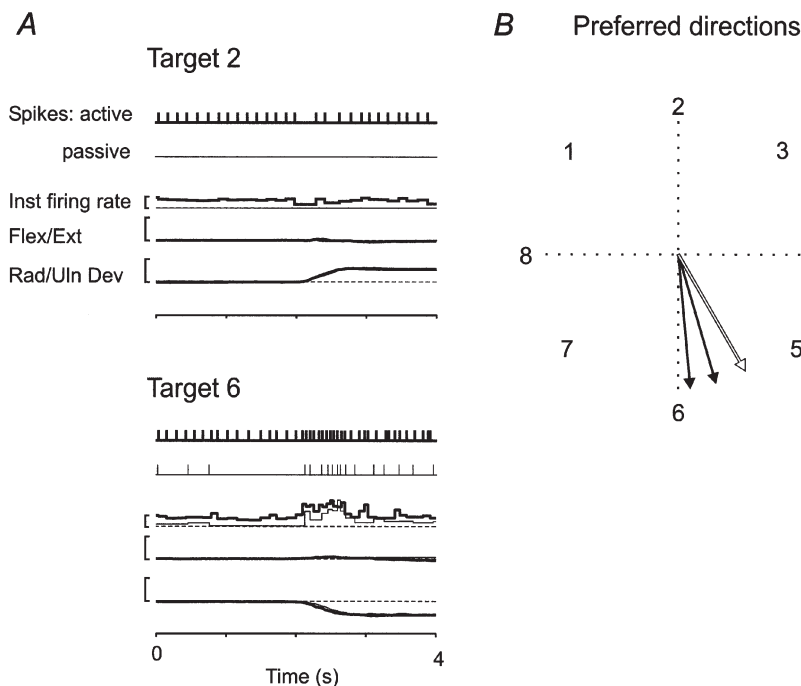 A
Target 2
Spikes: active
passive
Inst firing rate
Flex/Ext
Rad/Uln Dev
Target 6
0
4
Time (s)
B
Preferred directions
2
1
3
8
7
5
6